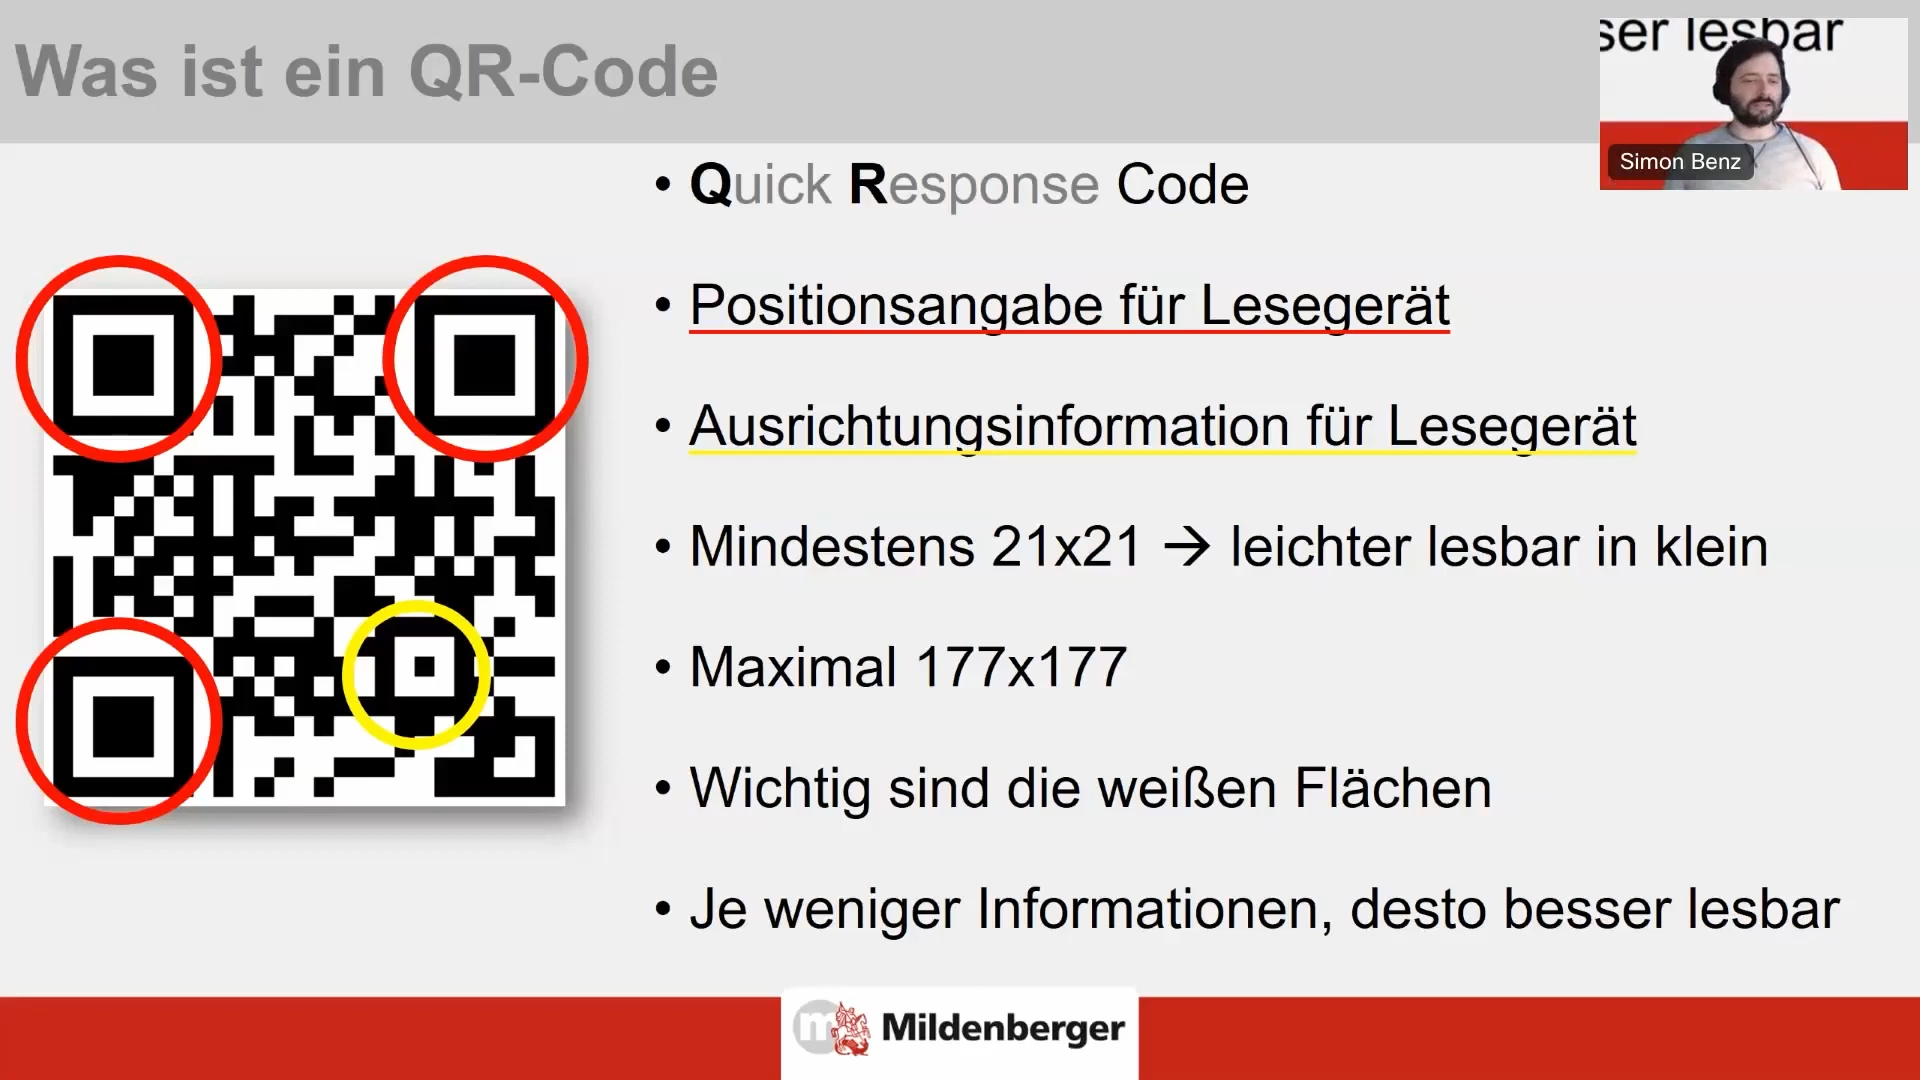 Was ist ein QR-Code
ser lesbar
Simon Benz
• Quick Response Code
• Positionsangabe für Lesegerät
• Ausrichtungsinformation für Lesegerät
• Mindestens 21x21 → leichter lesbar in klein
• Maximal 177x177
• Wichtig sind die weißen Flächen
• Je weniger Informationen, desto besser lesbar
m Mildenberger